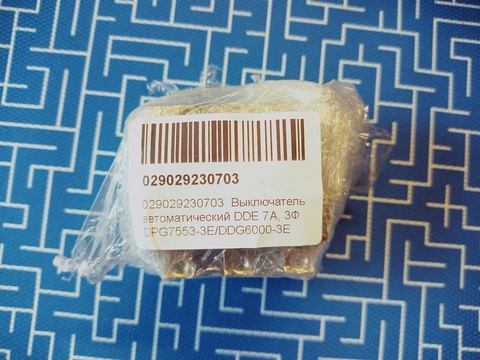 029029230703
029029230703 Выключатель
автоматический DDE 7А, 3Ф
DPG7553-3E/DDG6000-3E